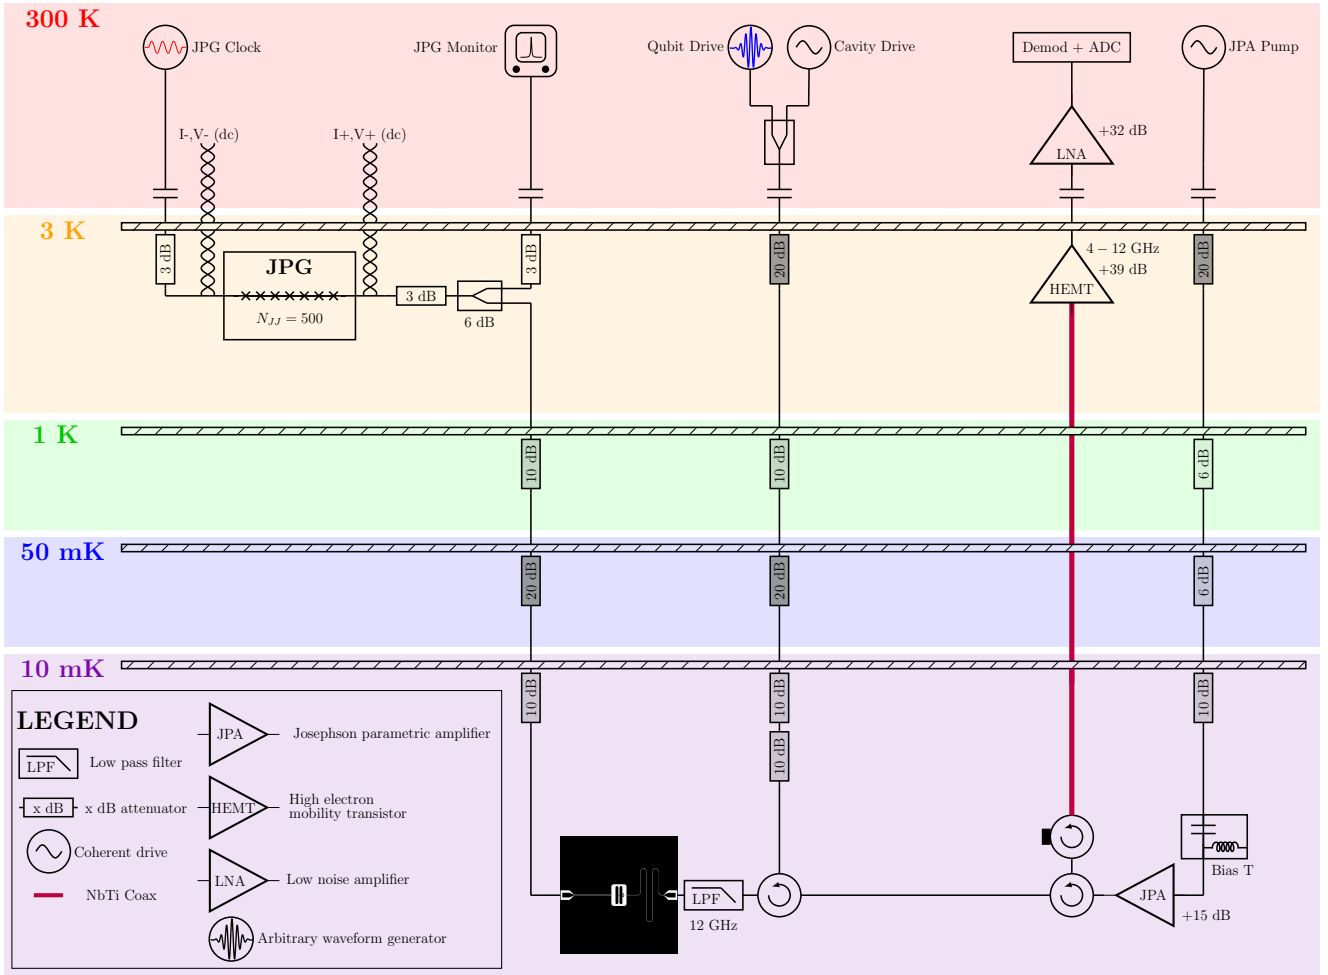 300 K
JPG Clock
JPG Monitor
Qubit Drive
Cavity Drive
Demod + ADC
JPA Pump
I-,V- (dc)
I+,V+ (dc)
+32 dB
LNA
3 K
3 dB
3 dB
20 dB
4 − 12 GHz
+39 dB
HEMT
20 dB
JPG
N_{JJ} = 500
3 dB
6 dB
1 K
10 dB
10 dB
6 dB
50 mK
20 dB
20 dB
6 dB
10 mK
10 dB
10 dB
10 dB
10 dB
LPF
12 GHz
JPA
+15 dB
Bias T
LEGEND
LPF
Low pass filter
x dB
x dB attenuator
Coherent drive
NbTi Coax
JPA
Josephson parametric amplifier
HEMT
High electron
mobility transistor
LNA
Low noise amplifier
Arbitrary waveform generator